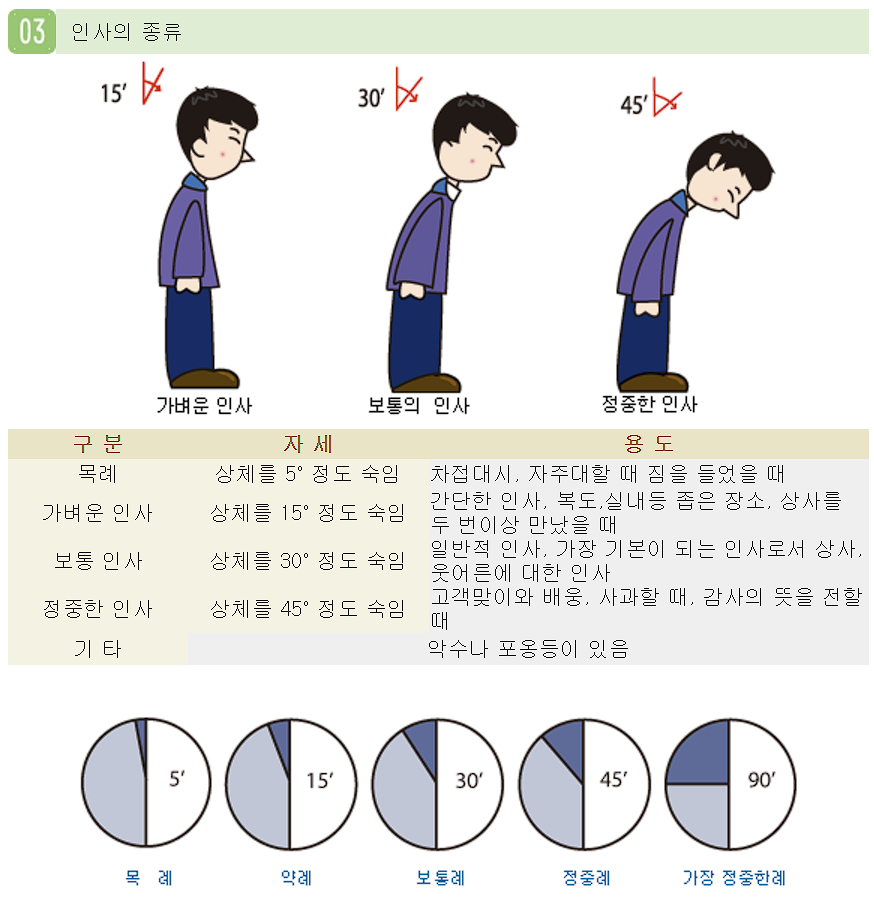 03 인사의 종류
15′ 30′ 45′
가벼운 인사 보통의 인사 정중한 인사
구 분 자 세 용 도
목례 상체를 5° 정도 숙임 차접대시, 자주대할 때 짐을 들었을 때
가벼운 인사 상체를 15° 정도 숙임 간단한 인사, 복도,실내등 좁은 장소, 상사를
두 번이상 만났을 때
보통 인사 상체를 30° 정도 숙임 일반적 인사, 가장 기본이 되는 인사로서 상사,
웃어른에 대한 인사
정중한 인사 상체를 45° 정도 숙임 고객맞이와 배웅, 사과할 때, 감사의 뜻을 전할
때
기 타 악수나 포옹등이 있음
5′ 15′ 30′ 45′ 90′
목 례 약례 보통례 정중례 가장 정중한례